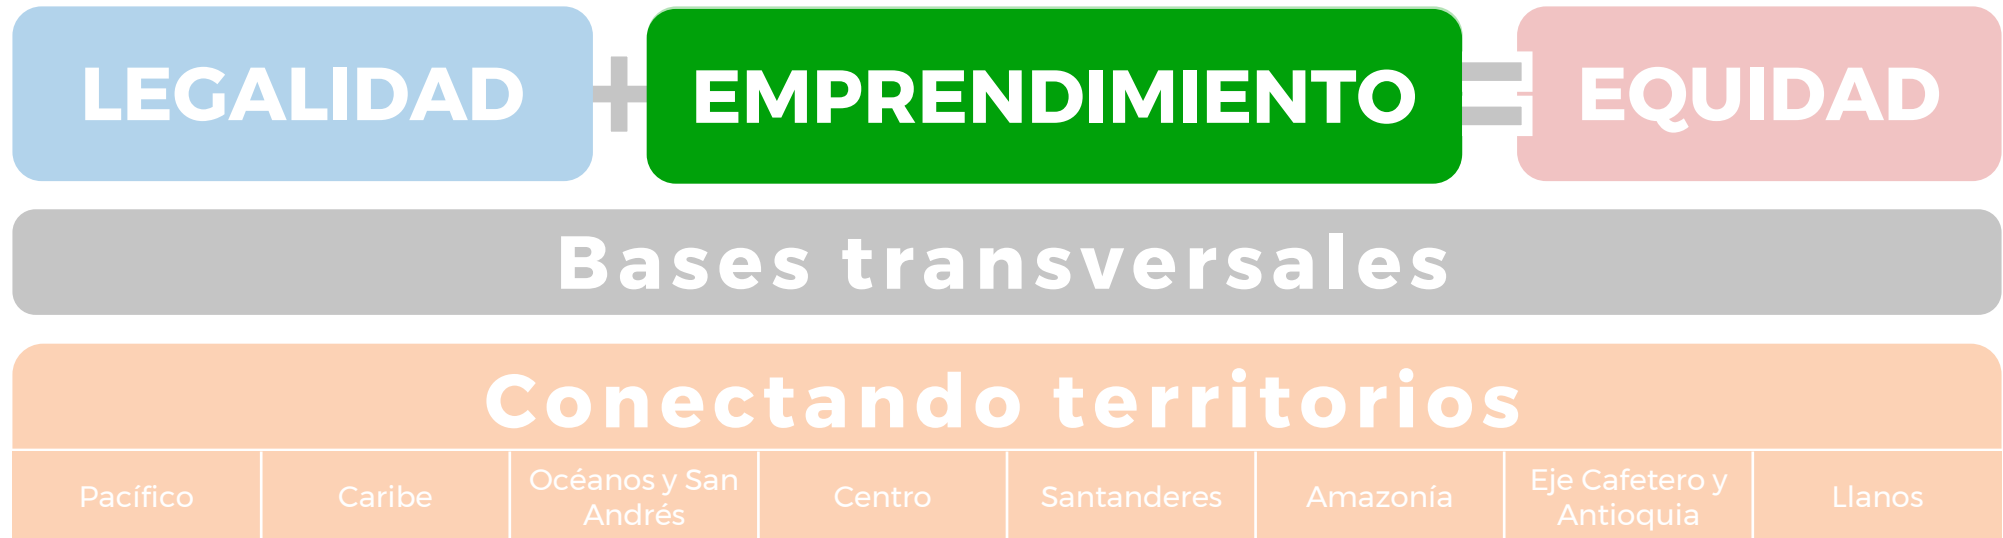 LEGALIDAD + EMPRENDIMIENTO = EQUIDAD
Bases transversales
Conectando territorios
Pacífico
Caribe
Océanos y San
Andrés
Centro
Santanderes
Amazonía
Eje Cafetero y
Antioquia
Llanos